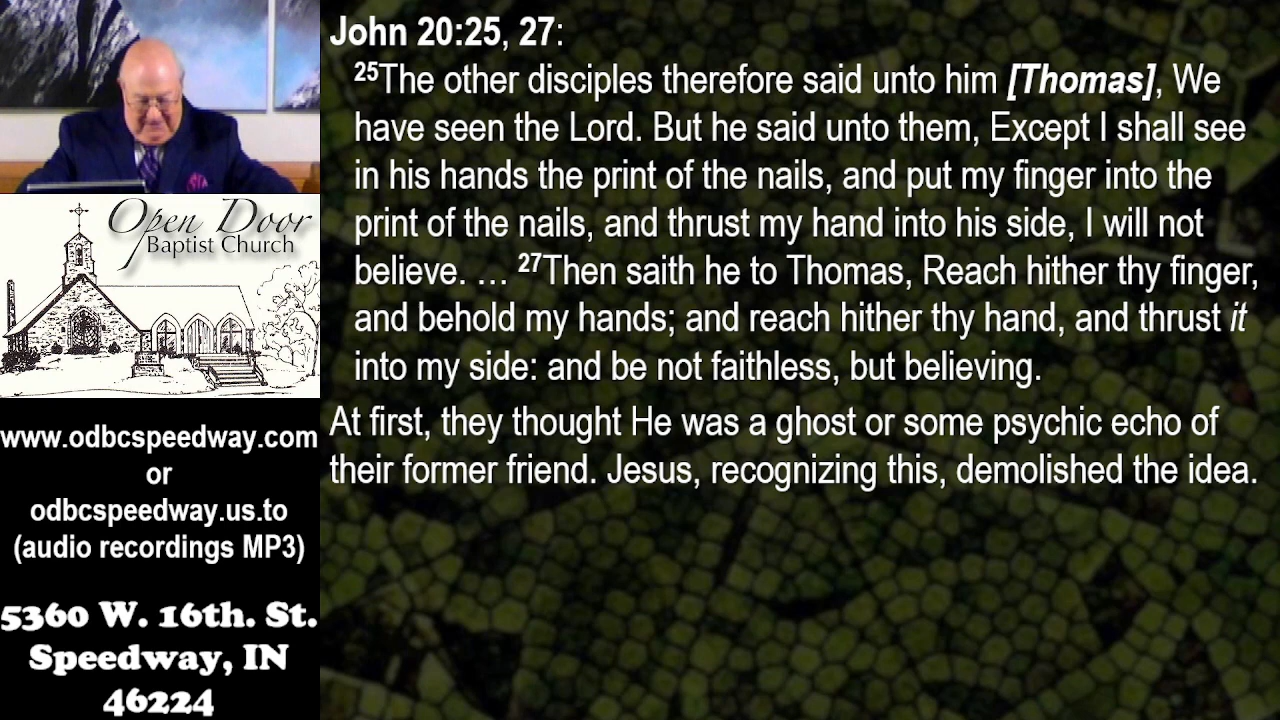 Open Door
Baptist Church
www.odbcspeedway.com
or
odbcspeedway.us.to
(audio recordings MP3)
5360 W. 16th. St.
Speedway, IN
46224
John 20:25, 27:
25The other disciples therefore said unto him [Thomas], We
have seen the Lord. But he said unto them, Except I shall see
in his hands the print of the nails, and put my finger into the
print of the nails, and thrust my hand into his side, I will not
believe. … 27Then saith he to Thomas, Reach hither thy finger,
and behold my hands; and reach hither thy hand, and thrust it
into my side: and be not faithless, but believing.
At first, they thought He was a ghost or some psychic echo of
their former friend. Jesus, recognizing this, demolished the idea.